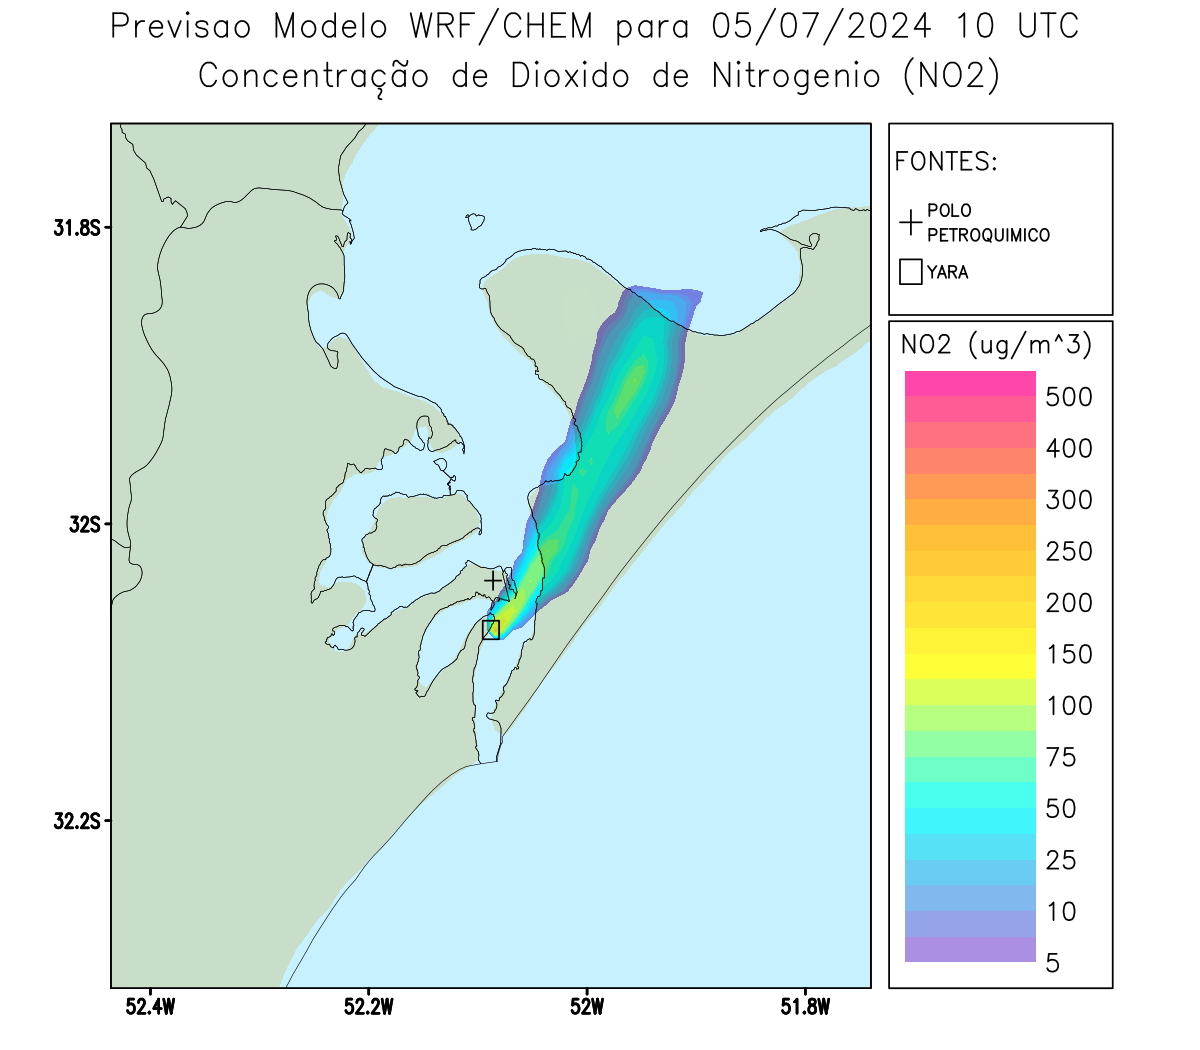 Previsao Modelo WRF/CHEM para 05/07/2024 10 UTC
Concentração de Dioxido de Nitrogenio (NO2)
FONTES:
POLO
PETROQUIMICO
YARA
NO2 (ug/m^3)
500
400
300
250
200
150
100
75
50
25
10
5
31.8S
32S
32.2S
52.4W
52.2W
52W
51.8W